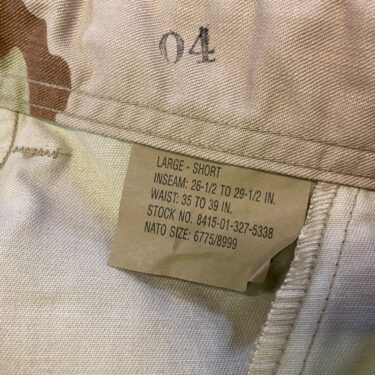 04
LARGE - SHORT
INSEAM: 26-1/2 TO 29-1/2 IN.
WAIST: 35 TO 39 IN.
STOCK NO. 8415-01-327-5338
NATO SIZE: 6775/8999